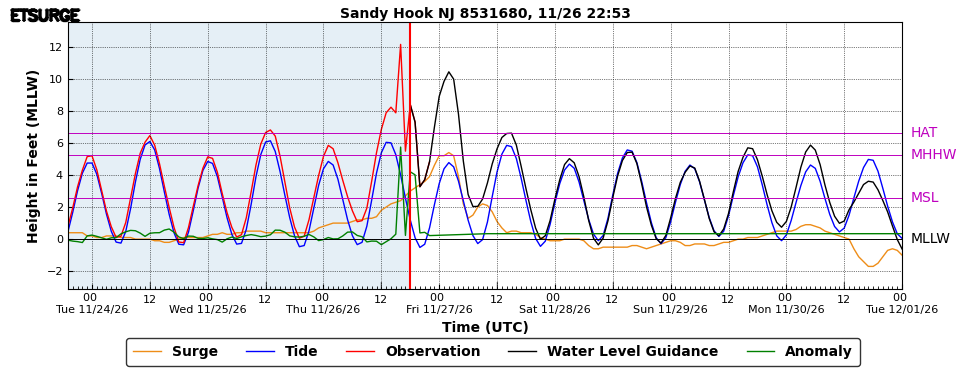 ETSURGE
Sandy Hook NJ 8531680, 11/26 22:53
Height in Feet (MLLW)
12
10
8
6
4
2
0
−2
HAT
MHHW
MSL
MLLW
00 12 00 12 00 12 00 12 00 12 00 12 00 12 00
Tue 11/24/26 Wed 11/25/26 Thu 11/26/26 Fri 11/27/26 Sat 11/28/26 Sun 11/29/26 Mon 11/30/26 Tue 12/01/26
Time (UTC)
Surge Tide Observation Water Level Guidance Anomaly